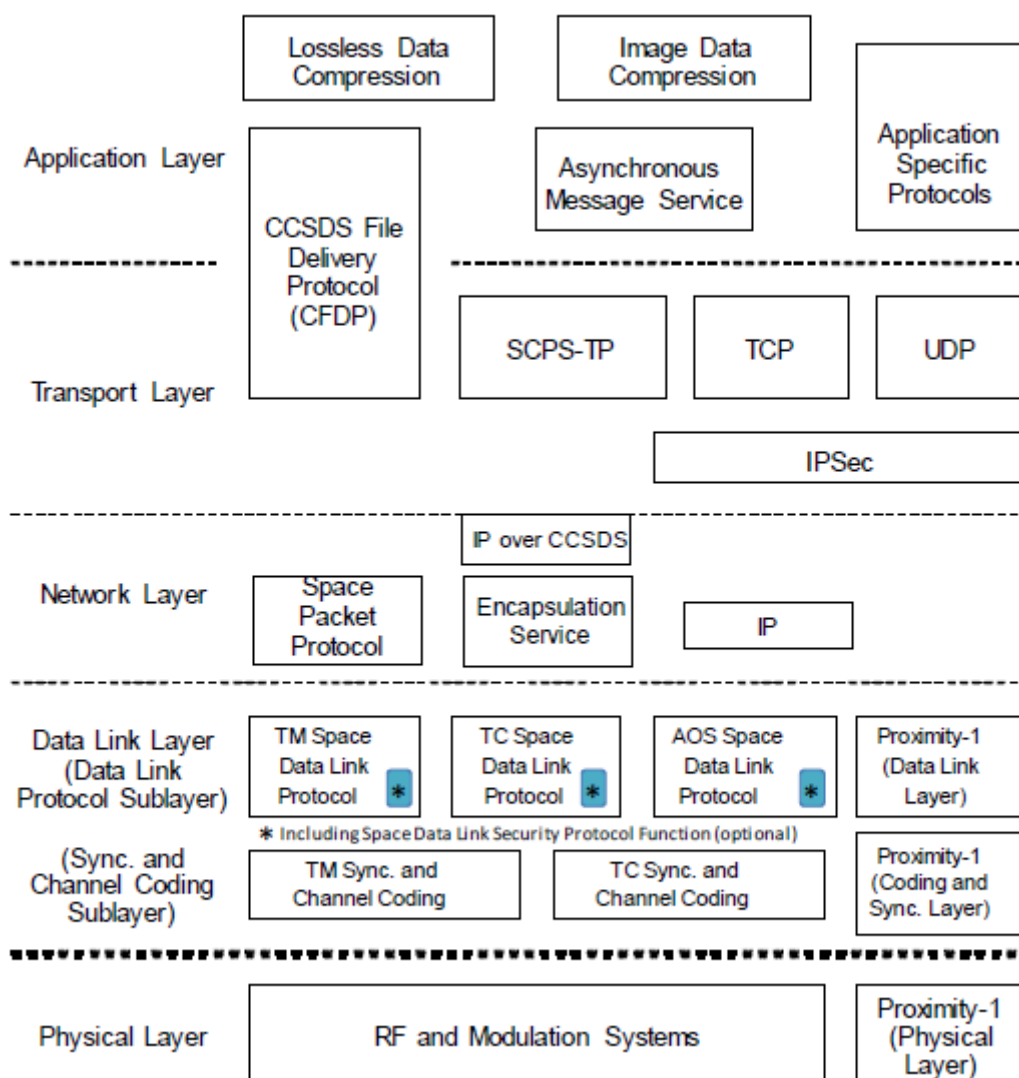 Lossless Data
Compression
Image Data
Compression
Application Layer
Application
Specific
Protocols
Asynchronous
Message Service
CCSDS File
Delivery
Protocol
(CFDP)
Transport Layer
SCPS-TP
TCP
UDP
IPSec
Network Layer
IP over CCSDS
Space
Packet
Protocol
Encapsulation
Service
IP
Data Link Layer
(Data Link
Protocol Sublayer)
TM Space
Data Link
Protocol *
TC Space
Data Link
Protocol *
AOS Space
Data Link
Protocol *
Proximity-1
(Data Link
Layer)
* Including Space Data Link Security Protocol Function (optional)
(Sync. and
Channel Coding
Sublayer)
TM Sync. and
Channel Coding
TC Sync. and
Channel Coding
Proximity-1
(Coding and
Sync. Layer)
Physical Layer
RF and Modulation Systems
Proximity-1
(Physical
Layer)